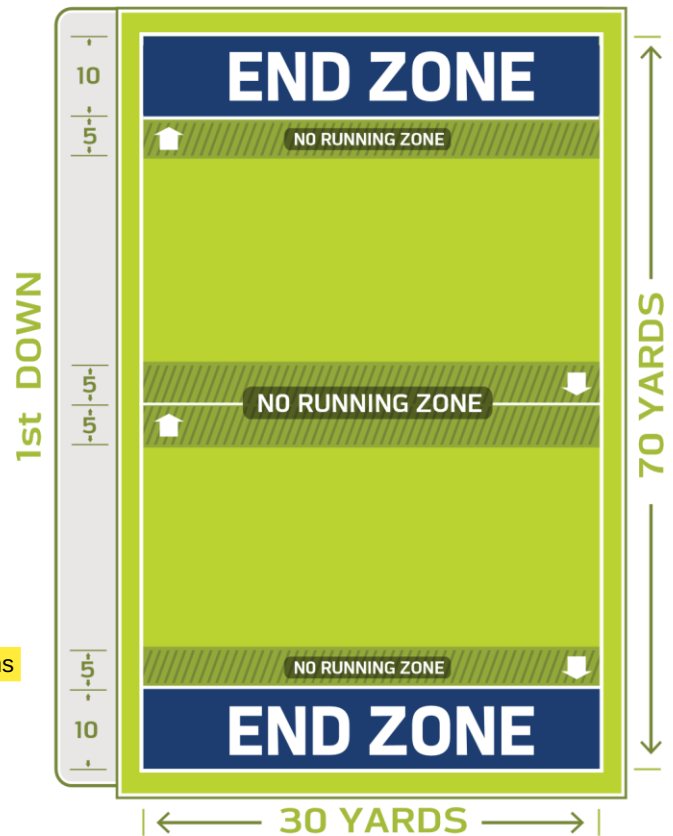 10
END ZONE
5
NO RUNNING ZONE
1st DOWN
70 YARDS
5
NO RUNNING ZONE
5
5
NO RUNNING ZONE
10
END ZONE
30 YARDS